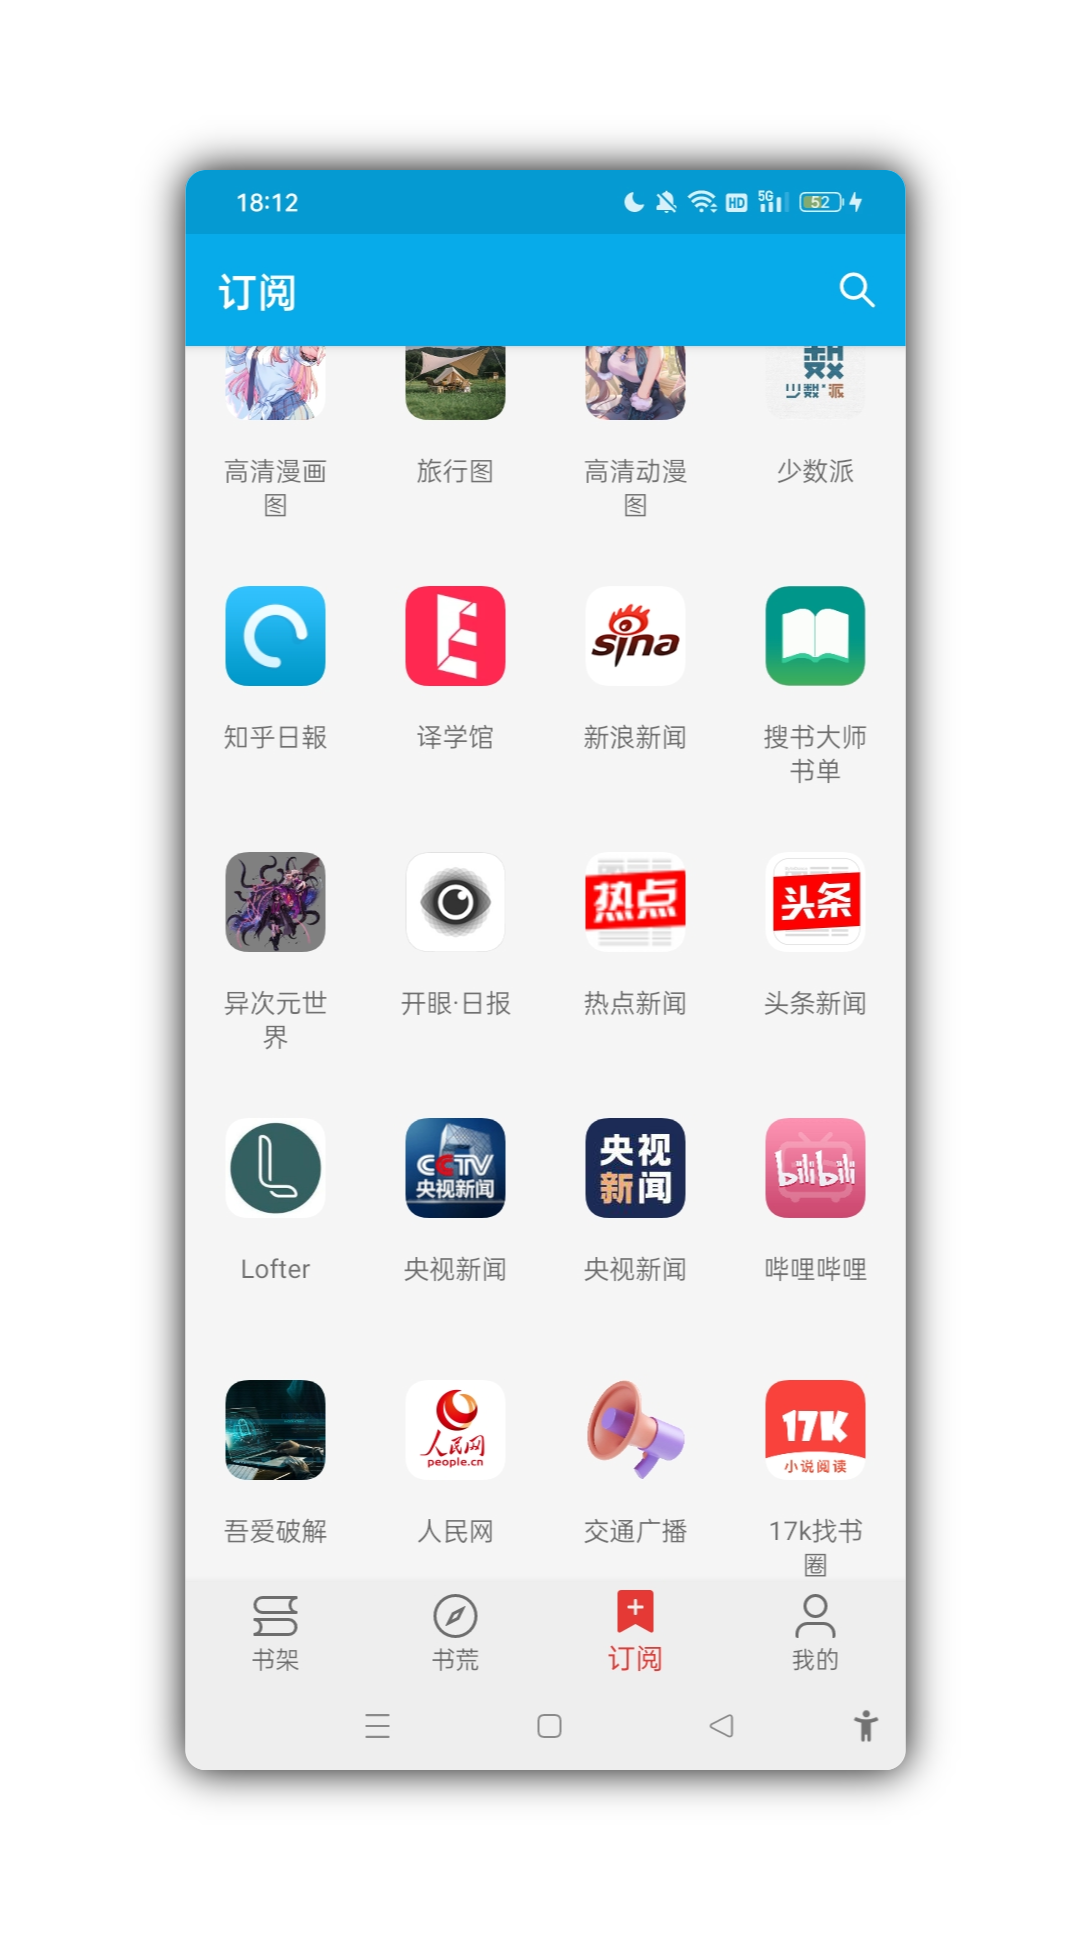 18:12
HD
5G
52
订阅
数
少数派
高清漫画
图
旅行图
高清动漫
图
少数派
sina
知乎日報
译学馆
新浪新闻
搜书大师
书单
热点
头条
异次元世
界
开眼·日报
热点新闻
头条新闻
CCTV
央视新闻
央视
新闻
bilibili
Lofter
央视新闻
央视新闻
哔哩哔哩
人民网
people.cn
17K
小说阅读
吾爱破解
人民网
交通广播
17k找书
圈
书架
书荒
订阅
我的